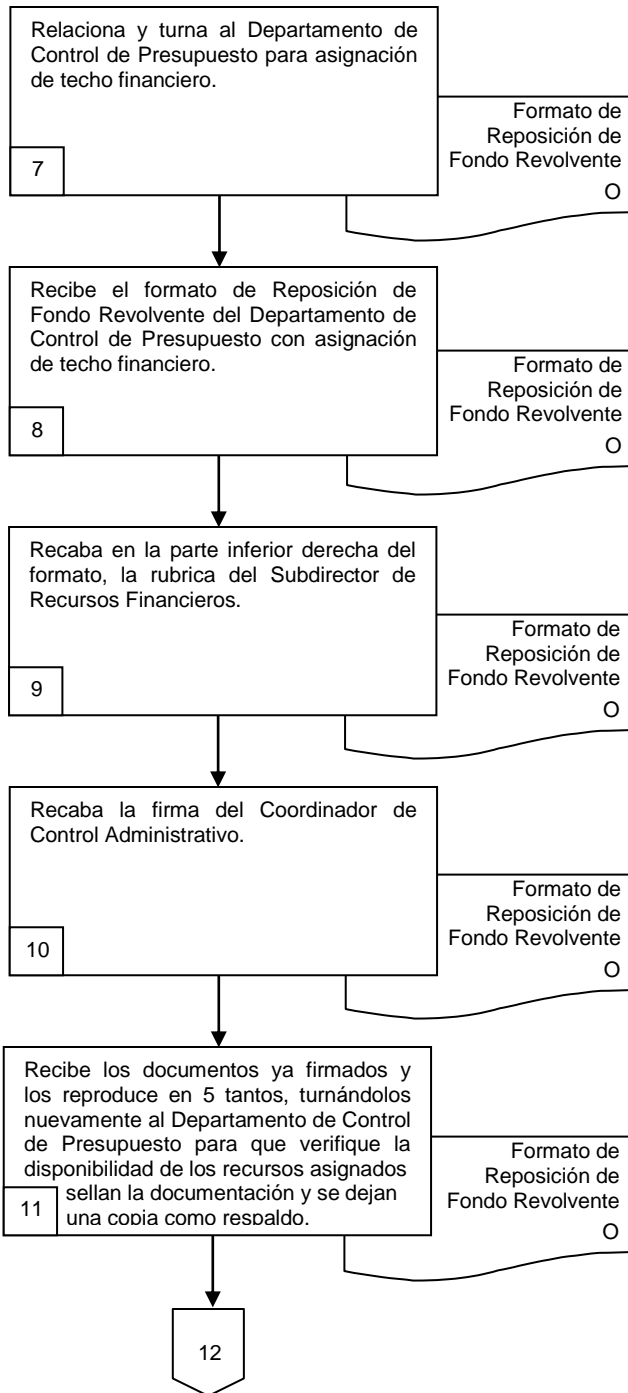 Relaciona y turna al Departamento de
Control de Presupuesto para asignación
de techo financiero.
7
Formato de
Reposición de
Fondo Revolvente
O
Recibe el formato de Reposición de
Fondo Revolvente del Departamento de
Control de Presupuesto con asignación
de techo financiero.
8
Formato de
Reposición de
Fondo Revolvente
O
Recaba en la parte inferior derecha del
formato, la rubrica del Subdirector de
Recursos Financieros.
9
Formato de
Reposición de
Fondo Revolvente
O
Recaba la firma del Coordinador de
Control Administrativo.
10
Formato de
Reposición de
Fondo Revolvente
O
Recibe los documentos ya firmados y
los reproduce en 5 tantos, turnándolos
nuevamente al Departamento de Control
de Presupuesto para que verifique la
disponibilidad de los recursos asignados
sellan la documentación y se dejan
una copia como respaldo.
11
Formato de
Reposición de
Fondo Revolvente
O
12